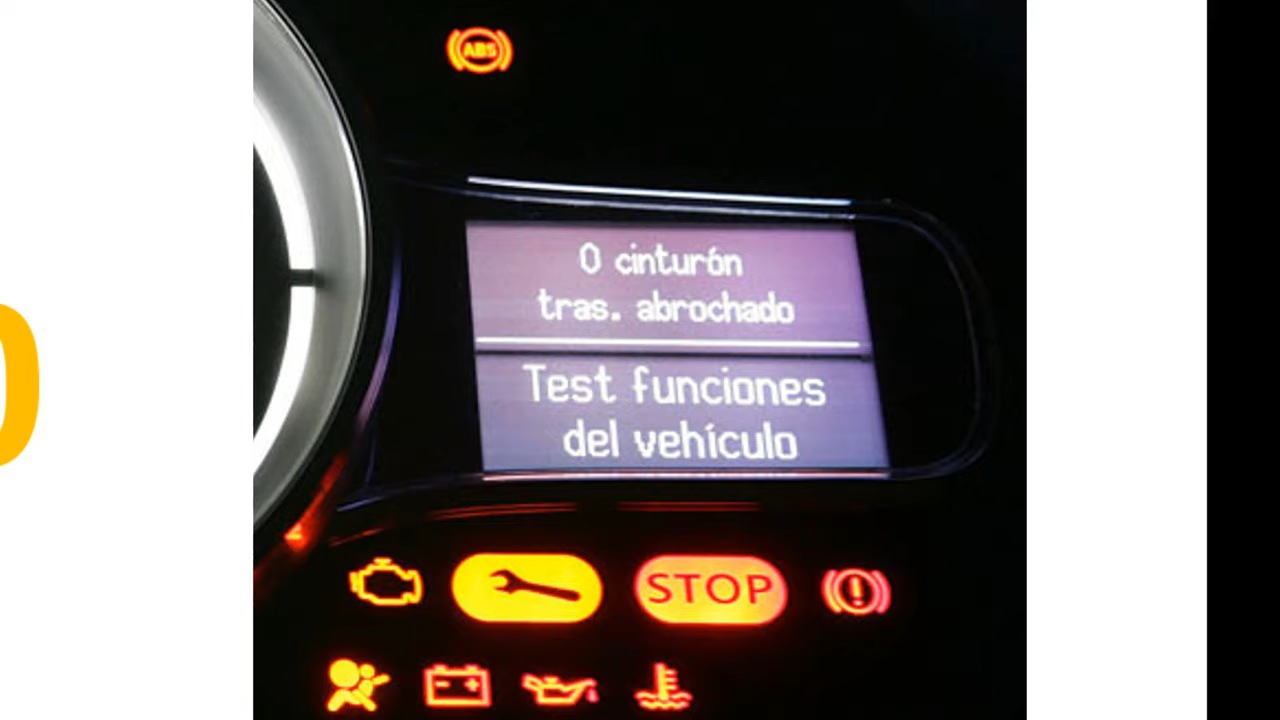 ABS
0 cinturón
tras. abrochado
Test funciones
del vehículo
STOP